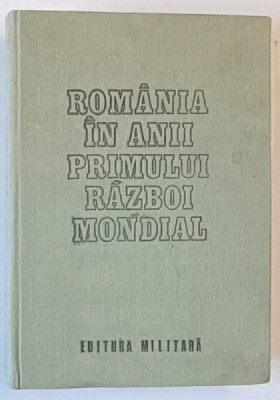 ROMÂNIA
ÎN ANII
PRIMULUI
RĂZBOI
MONDIAL
EDITURA MILITARĂ